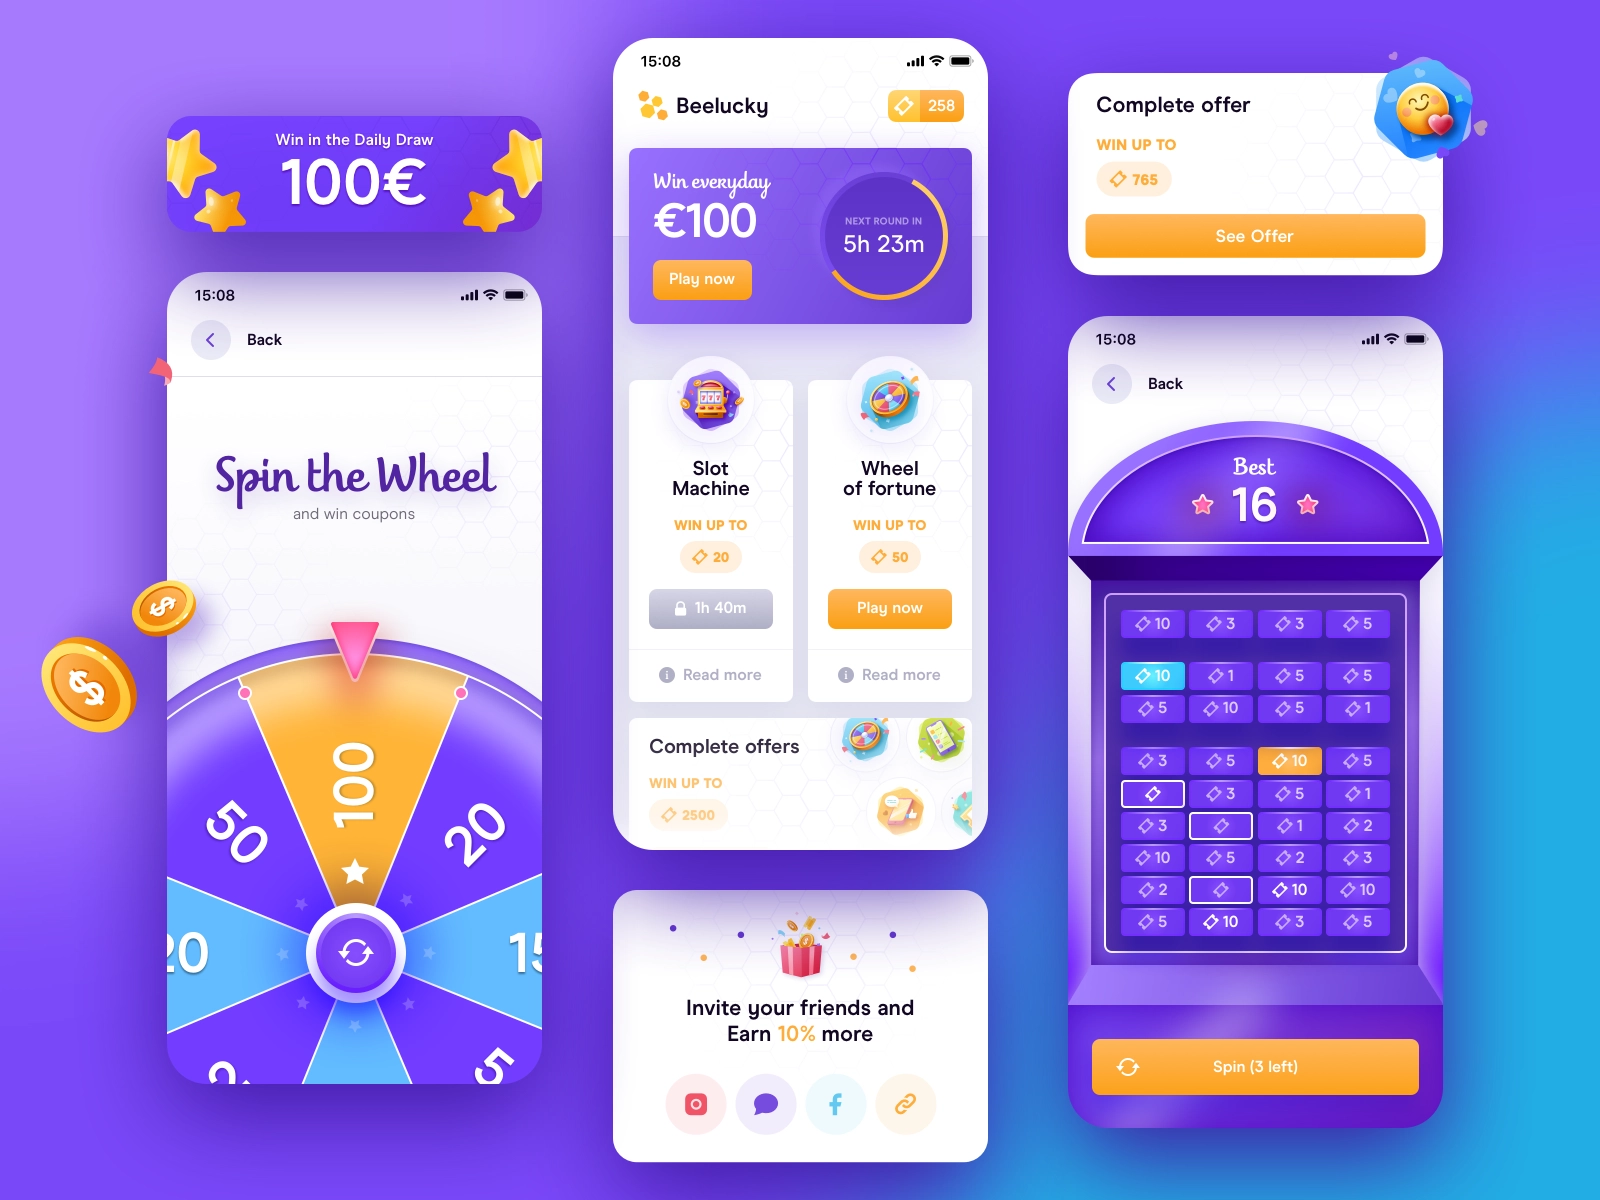 Win in the Daily Draw
100€
15:08
Back
Spin the Wheel
and win coupons
100
50
20
20
15
5
15:08
Beelucky
258
Win everyday
€100
Play now
NEXT ROUND IN
5h 23m
Slot
Machine
WIN UP TO
20
1h 40m
Read more
Wheel
of fortune
WIN UP TO
50
Play now
Read more
Complete offers
WIN UP TO
2500
Invite your friends and
Earn 10% more
Complete offer
WIN UP TO
765
See Offer
15:08
Back
Best
16
10 3 3 5
10 1 5 5
5 10 5 1
3 5 10 5
3 5 1
3 1 2
10 5 2 3
2 10 10
5 10 3 5
Spin (3 left)